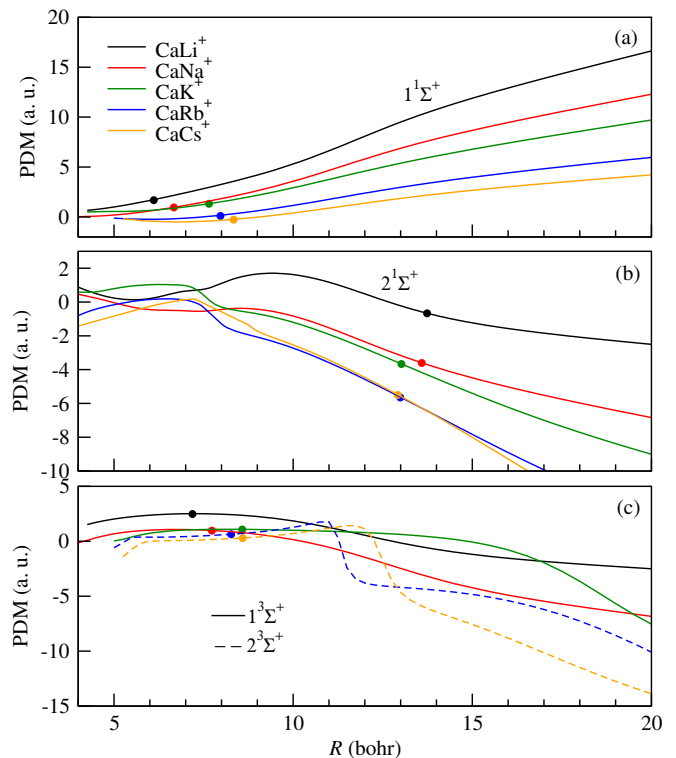 20
15
10
5
0
PDM (a. u.)
(a)
CaLi⁺
CaNa⁺
CaK⁺
CaRb⁺
CaCs⁺
1¹Σ⁺
2
0
-2
-4
-6
-8
-10
PDM (a. u.)
(b)
2¹Σ⁺
5
0
-5
-10
-15
PDM (a. u.)
(c)
1³Σ⁺
2³Σ⁺
5 10 15 20
R (bohr)